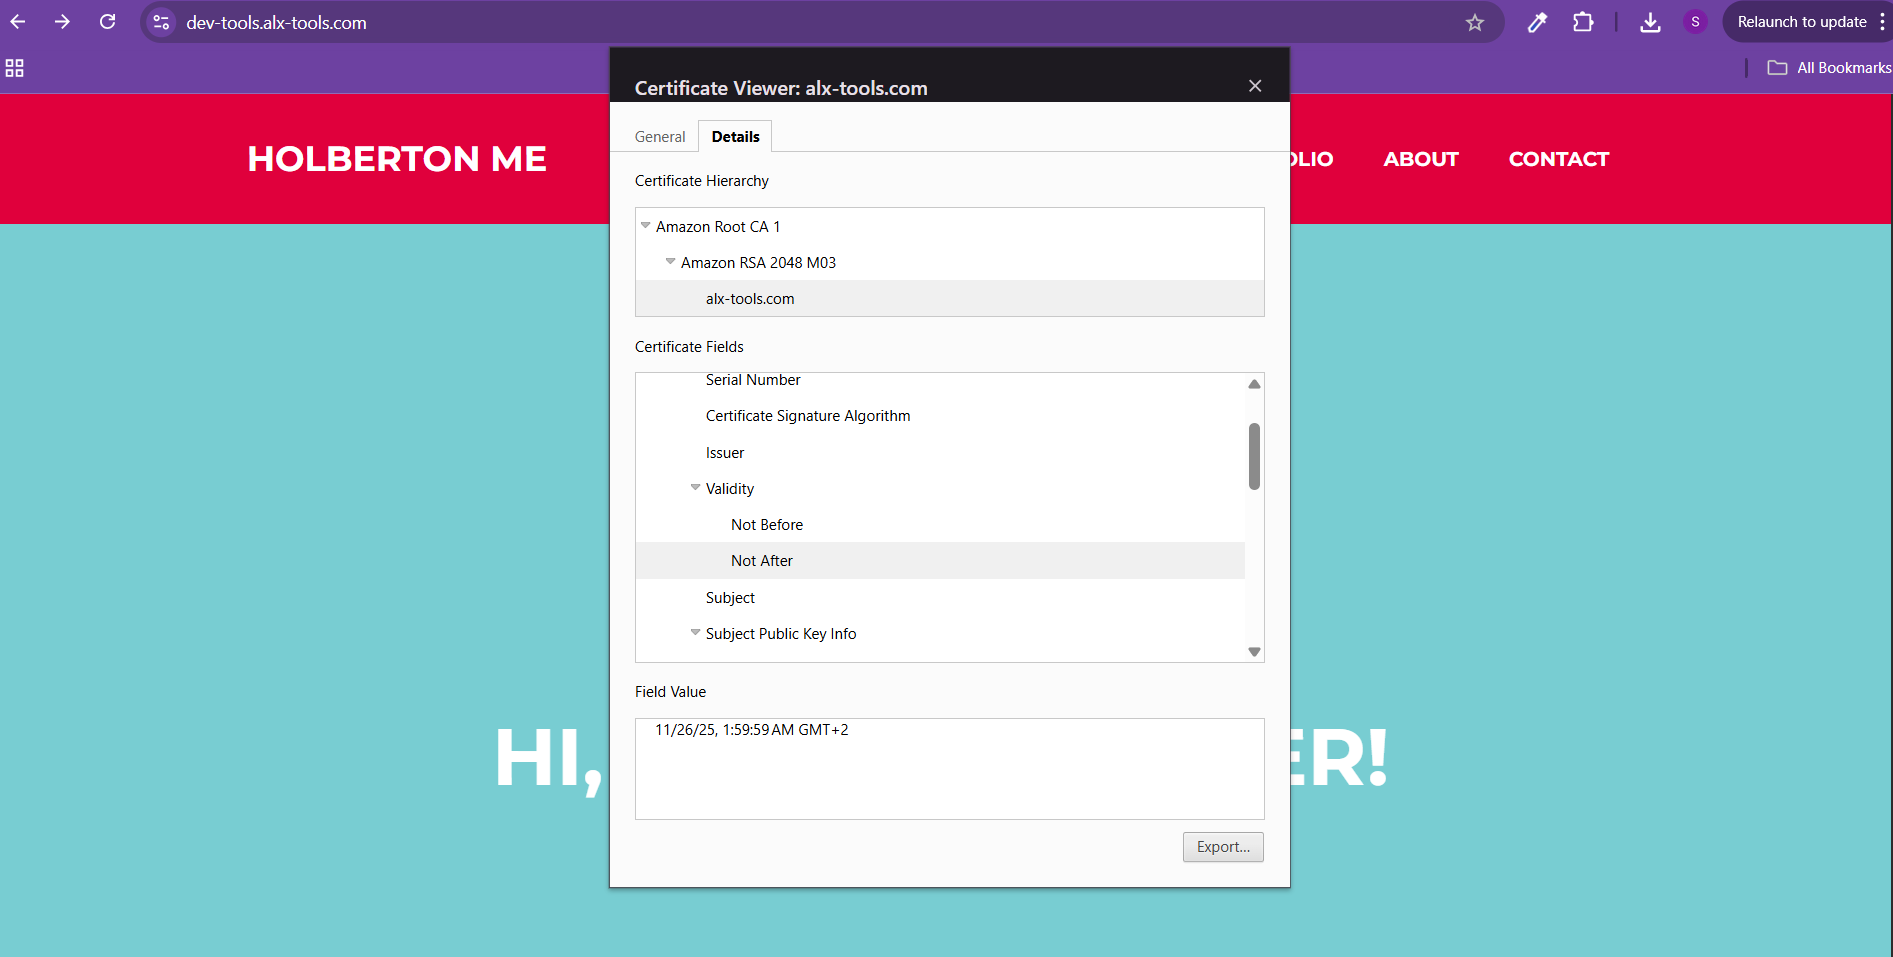 dev-tools.alx-tools.com
S
Relaunch to update
All Bookmarks
Certificate Viewer: alx-tools.com
General
Details
HOLBERTON ME
OLIO
ABOUT
CONTACT
Certificate Hierarchy
Amazon Root CA 1
Amazon RSA 2048 M03
alx-tools.com
Certificate Fields
Serial Number
Certificate Signature Algorithm
Issuer
Validity
Not Before
Not After
Subject
Subject Public Key Info
Field Value
11/26/25, 1:59:59 AM GMT+2
HI,
ER!
Export...